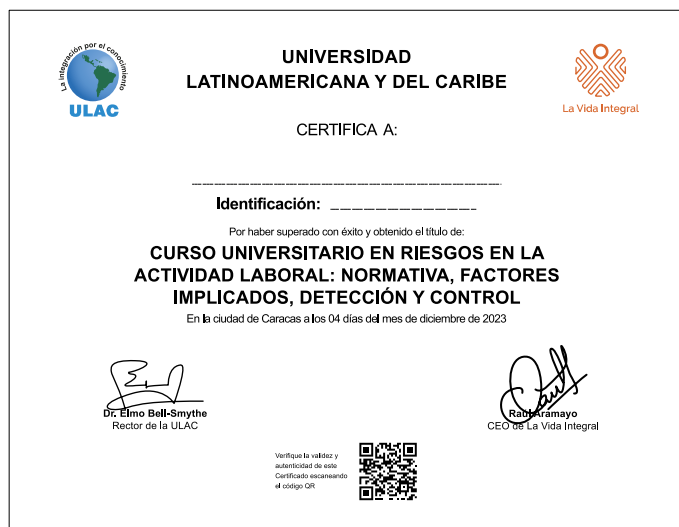 La integración por el conocimiento
ULAC
UNIVERSIDAD
LATINOAMERICANA Y DEL CARIBE
La Vida Integral
CERTIFICA A:
Identificación:
Por haber superado con éxito y obtenido el título de:
CURSO UNIVERSITARIO EN RIESGOS EN LA
ACTIVIDAD LABORAL: NORMATIVA, FACTORES
IMPLICADOS, DETECCIÓN Y CONTROL
En la ciudad de Caracas a los 04 días del mes de diciembre de 2023
Dr. Elmo Bell-Smythe
Rector de la ULAC
Raúl Aramayo
CEO de La Vida Integral
Verifique la validez y
autenticidad de este
Certificado escaneando
el código QR